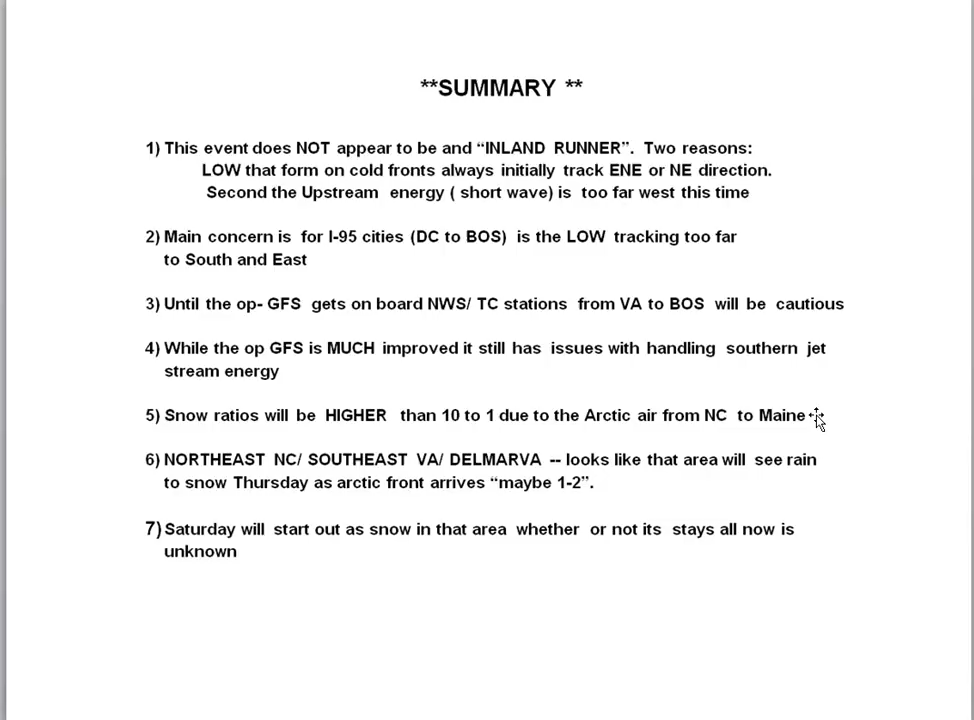 **SUMMARY **
1) This event does NOT appear to be and “INLAND RUNNER”. Two reasons:
LOW that form on cold fronts always initially track ENE or NE direction.
Second the Upstream energy ( short wave) is too far west this time
2) Main concern is for I-95 cities (DC to BOS) is the LOW tracking too far
to South and East
3) Until the op- GFS gets on board NWS/ TC stations from VA to BOS will be cautious
4) While the op GFS is MUCH improved it still has issues with handling southern jet
stream energy
5) Snow ratios will be HIGHER than 10 to 1 due to the Arctic air from NC to Maine
6) NORTHEAST NC/ SOUTHEAST VA/ DELMARVA -- looks like that area will see rain
to snow Thursday as arctic front arrives “maybe 1-2”.
7) Saturday will start out as snow in that area whether or not its stays all now is
unknown